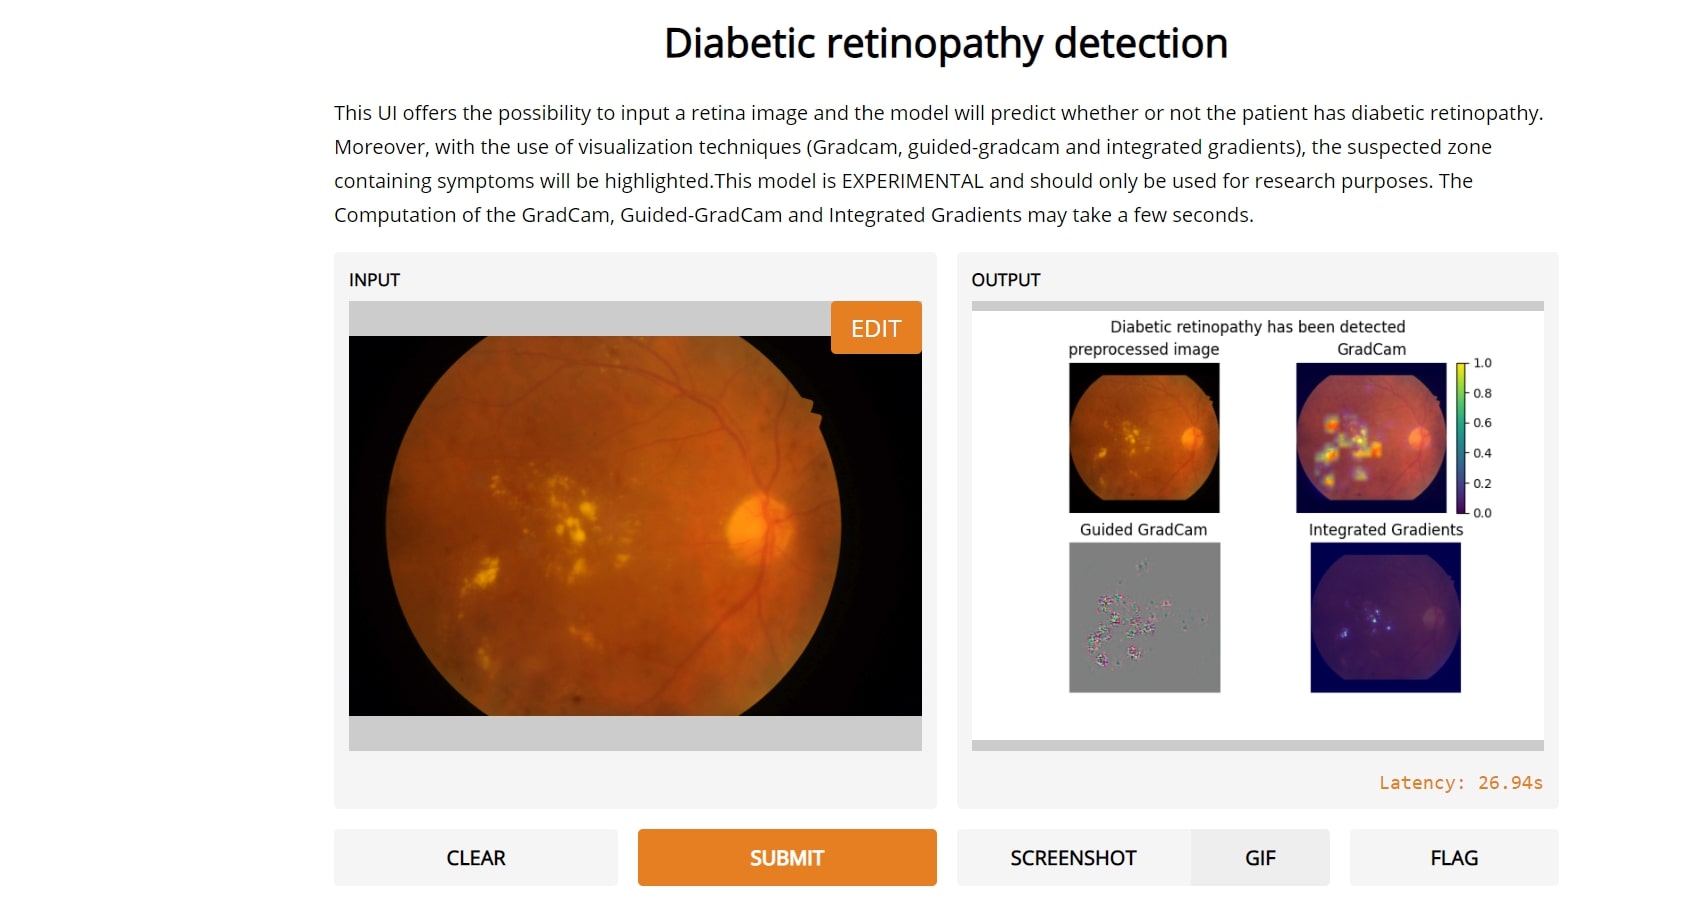 Diabetic retinopathy detection
This UI offers the possibility to input a retina image and the model will predict whether or not the patient has diabetic retinopathy.
Moreover, with the use of visualization techniques (Gradcam, guided-gradcam and integrated gradients), the suspected zone
containing symptoms will be highlighted.This model is EXPERIMENTAL and should only be used for research purposes. The
Computation of the GradCam, Guided-GradCam and Integrated Gradients may take a few seconds.
INPUT
EDIT
OUTPUT
Diabetic retinopathy has been detected
preprocessed image
GradCam
1.0
0.8
0.6
0.4
0.2
0.0
Guided GradCam
Integrated Gradients
Latency: 26.94s
CLEAR
SUBMIT
SCREENSHOT
GIF
FLAG